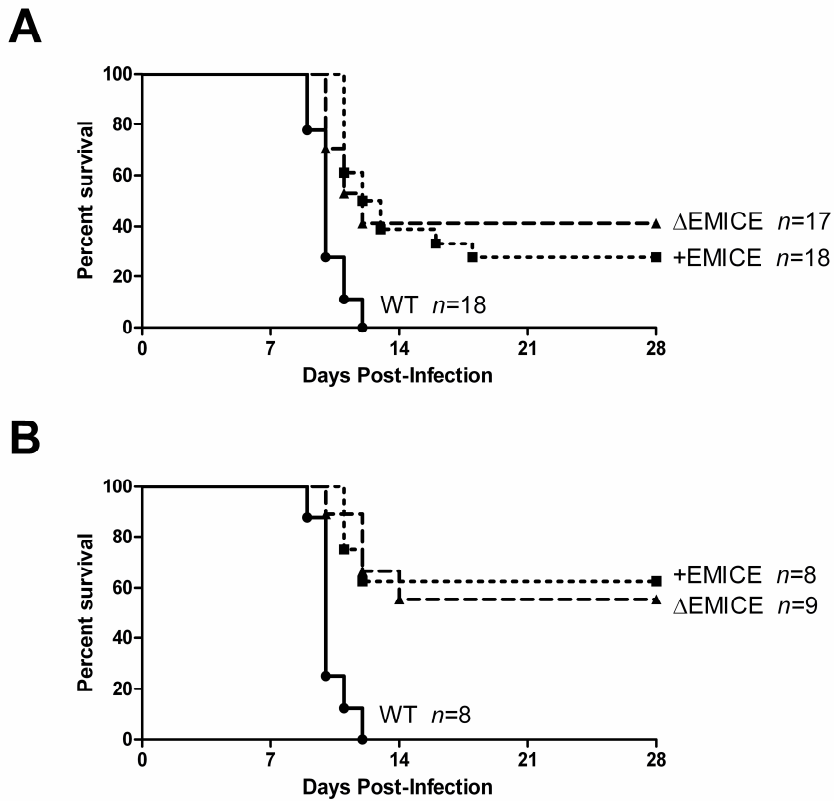 A
100
80
60
40
20
0
Percent survival
ΔEMICE n=17
+EMICE n=18
WT n=18
0 7 14 21 28
Days Post-Infection
B
100
80
60
40
20
0
Percent survival
+EMICE n=8
ΔEMICE n=9
WT n=8
0 7 14 21 28
Days Post-Infection